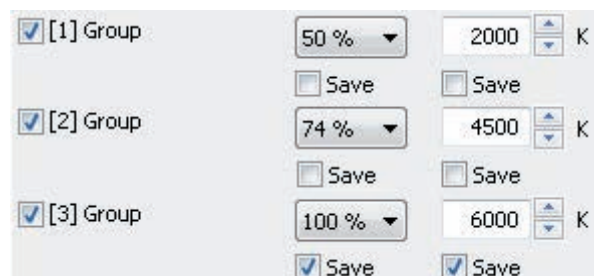 [1] Group 50 % 2000 K
Save Save
[2] Group 74 % 4500 K
Save Save
[3] Group 100 % 6000 K
Save Save